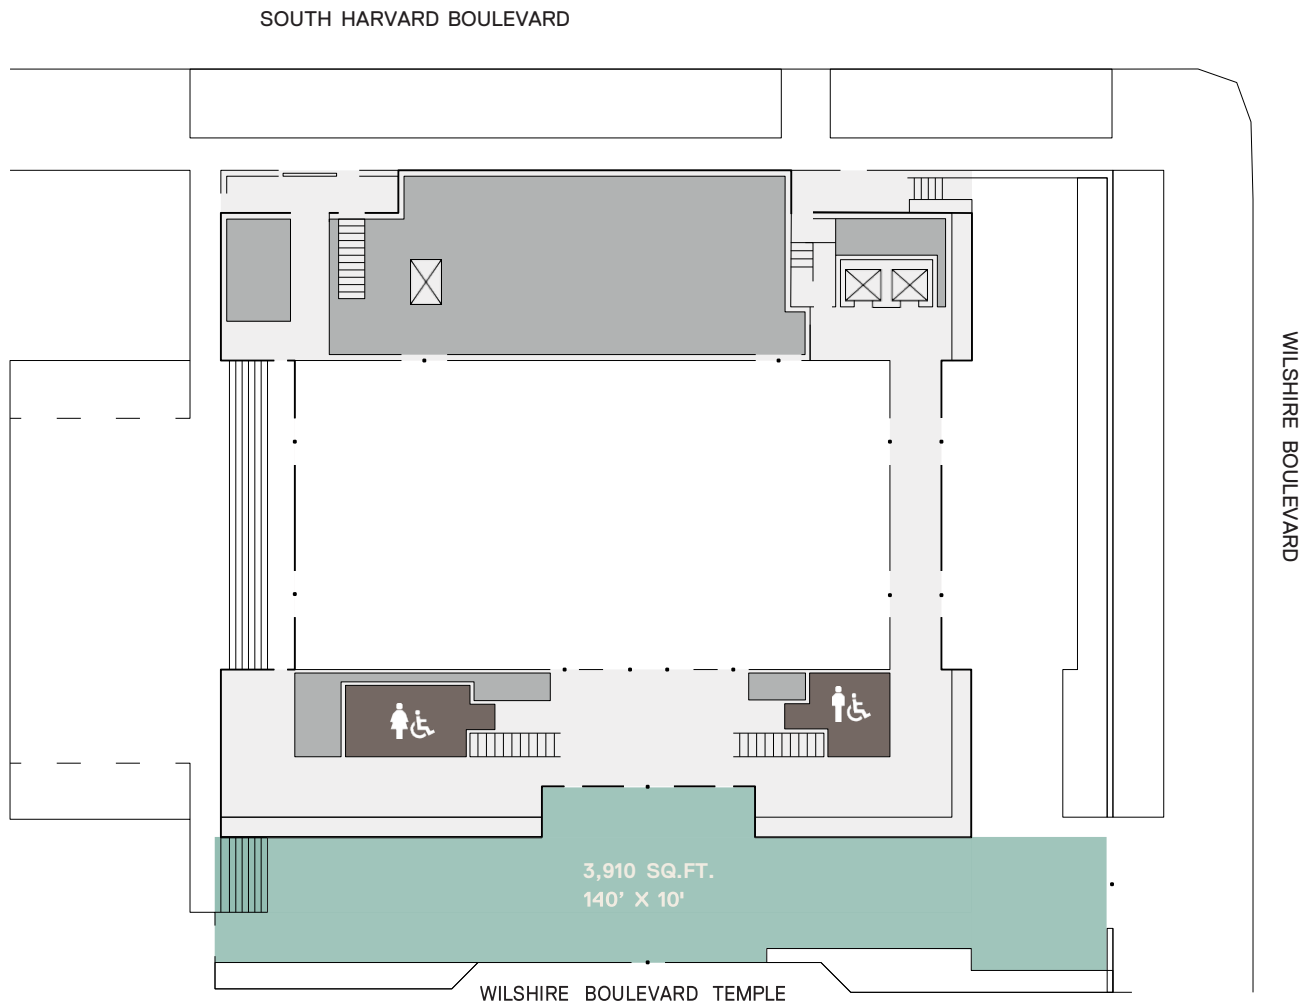 SOUTH HARVARD BOULEVARD
WILSHIRE BOULEVARD
3,910 SQ.FT.
140' X 10'
WILSHIRE BOULEVARD TEMPLE